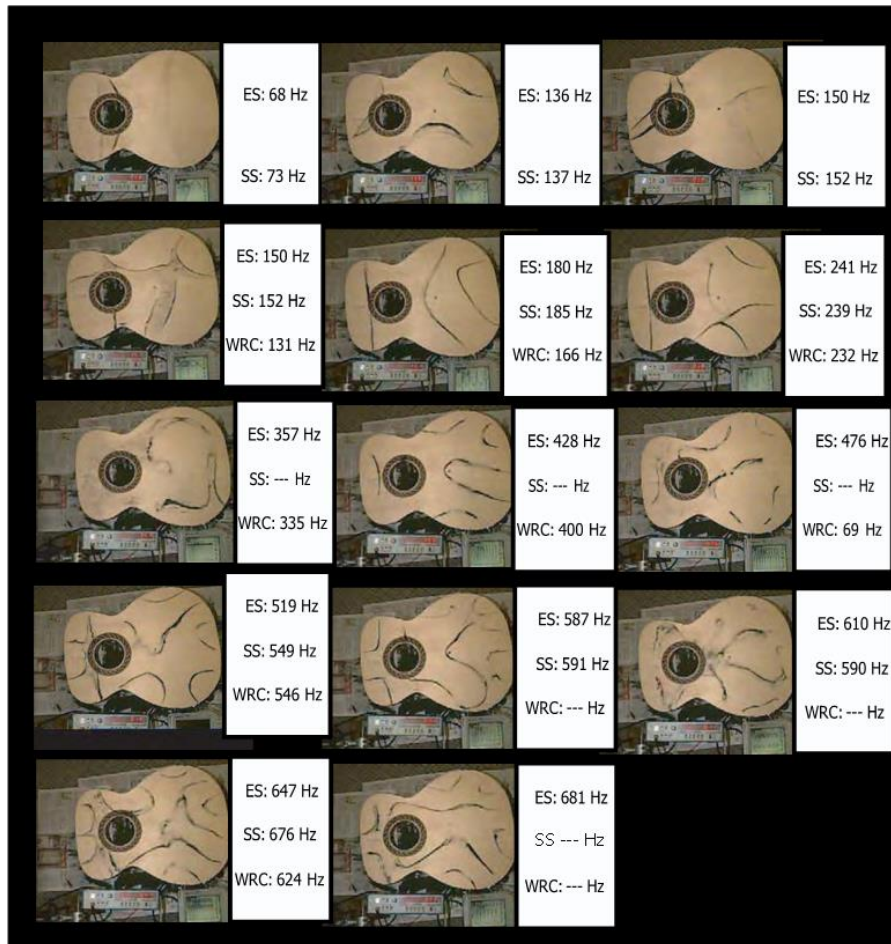 ES: 68 Hz
SS: 73 Hz
ES: 136 Hz
SS: 137 Hz
ES: 150 Hz
SS: 152 Hz
ES: 150 Hz
SS: 152 Hz
WRC: 131 Hz
ES: 180 Hz
SS: 185 Hz
WRC: 166 Hz
ES: 241 Hz
SS: 239 Hz
WRC: 232 Hz
ES: 357 Hz
SS: --- Hz
WRC: 335 Hz
ES: 428 Hz
SS: --- Hz
WRC: 400 Hz
ES: 476 Hz
SS: --- Hz
WRC: 69 Hz
ES: 519 Hz
SS: 549 Hz
WRC: 546 Hz
ES: 587 Hz
SS: 591 Hz
WRC: --- Hz
ES: 610 Hz
SS: 590 Hz
WRC: --- Hz
ES: 647 Hz
SS: 676 Hz
WRC: 624 Hz
ES: 681 Hz
SS --- Hz
WRC: --- Hz